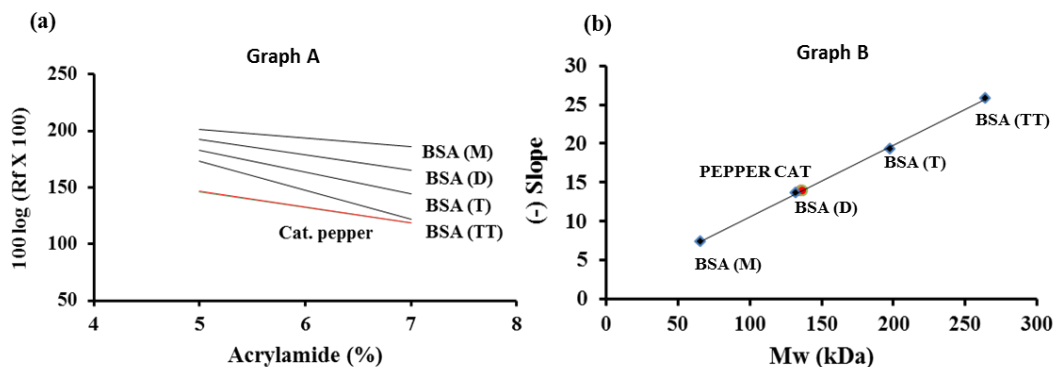 (a)
Graph A
100 log (Rf X 100)
250
200
150
100
50
4
5
6
7
8
Acrylamide (%)
BSA (M)
BSA (D)
BSA (T)
BSA (TT)
Cat. pepper
(b)
Graph B
(-) Slope
30
25
20
15
10
5
0
0
50
100
150
200
250
300
Mw (kDa)
BSA (TT)
BSA (T)
PEPPER CAT
BSA (D)
BSA (M)